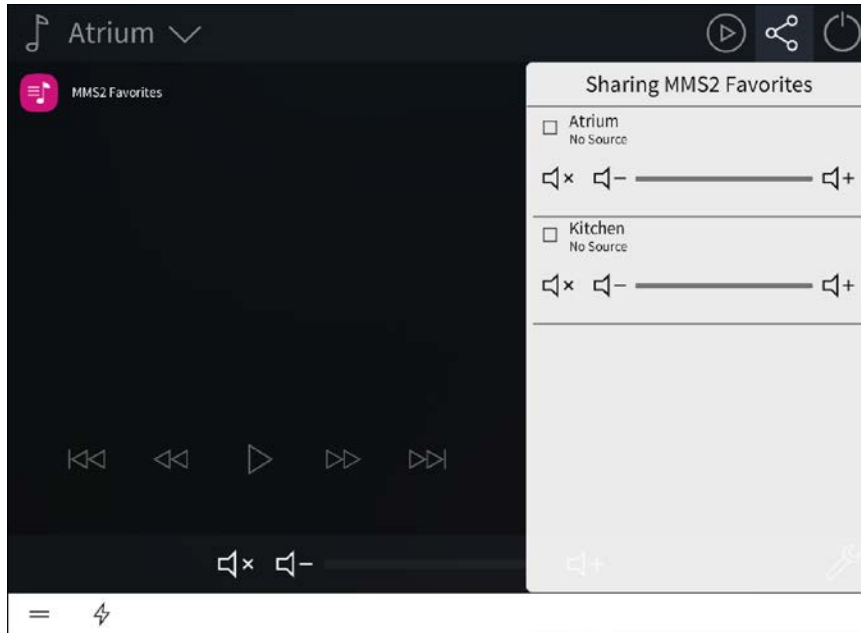 Atrium
MMS2 Favorites
Sharing MMS2 Favorites
Atrium
No Source
Kitchen
No Source